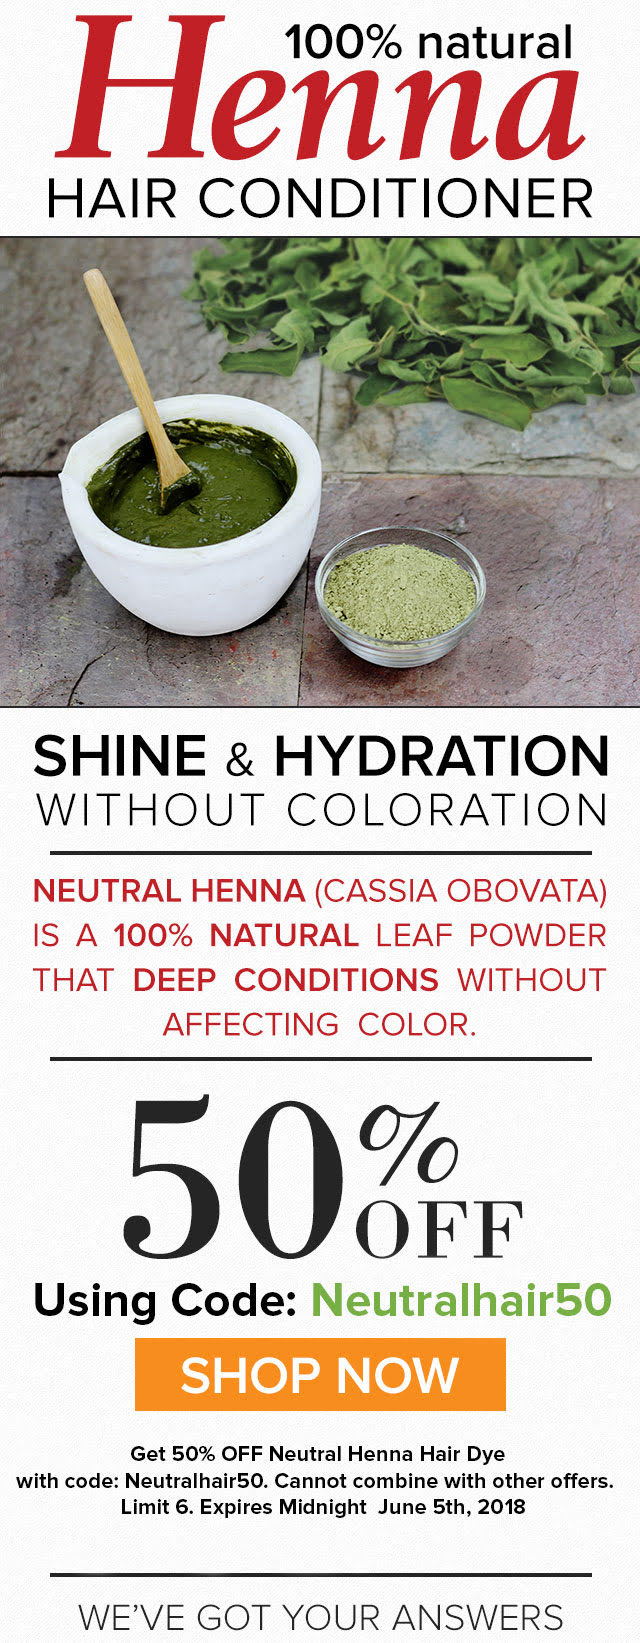 100% natural
Henna
HAIR CONDITIONER
SHINE & HYDRATION
WITHOUT COLORATION
NEUTRAL HENNA (CASSIA OBOVATA)
IS A 100% NATURAL LEAF POWDER
THAT DEEP CONDITIONS WITHOUT
AFFECTING COLOR.
50% OFF
Using Code: Neutralhair50
SHOP NOW
Get 50% OFF Neutral Henna Hair Dye
with code: Neutralhair50. Cannot combine with other offers.
Limit 6. Expires Midnight June 5th, 2018
WE'VE GOT YOUR ANSWERS